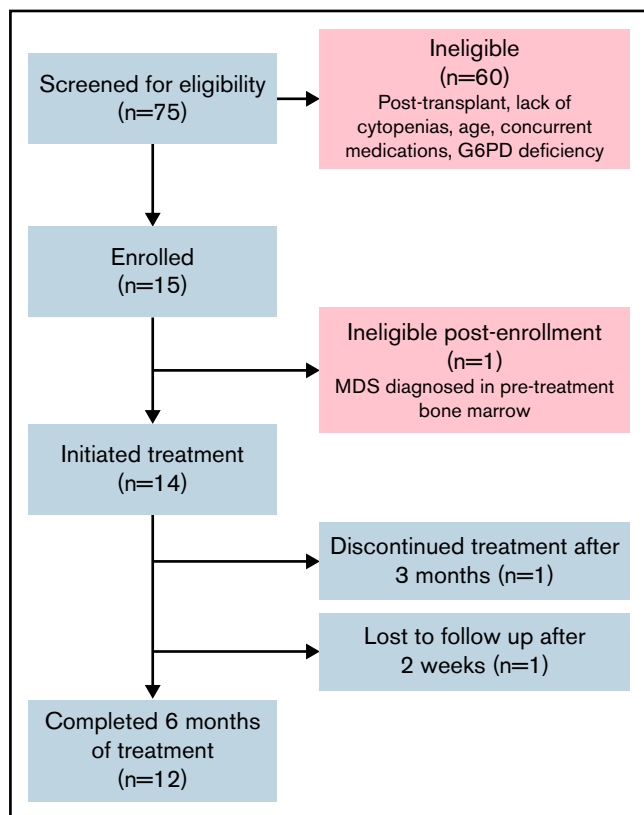 Screened for eligibility
(n=75)
Ineligible
(n=60)
Post-transplant, lack of
cytopenias, age, concurrent
medications, G6PD deficiency
Enrolled
(n=15)
Ineligible post-enrollment
(n=1)
MDS diagnosed in pre-treatment
bone marrow
Initiated treatment
(n=14)
Discontinued treatment after
3 months (n=1)
Lost to follow up after
2 weeks (n=1)
Completed 6 months
of treatment
(n=12)